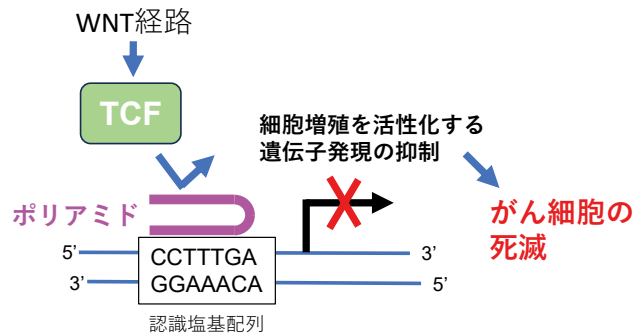 WNT経路
TCF
細胞増殖を活性化する
遺伝子発現の抑制
ポリアミド
がん細胞の
死滅
5’ CCTTTGA 3’
3’ GGAAACA 5’
認識塩基配列